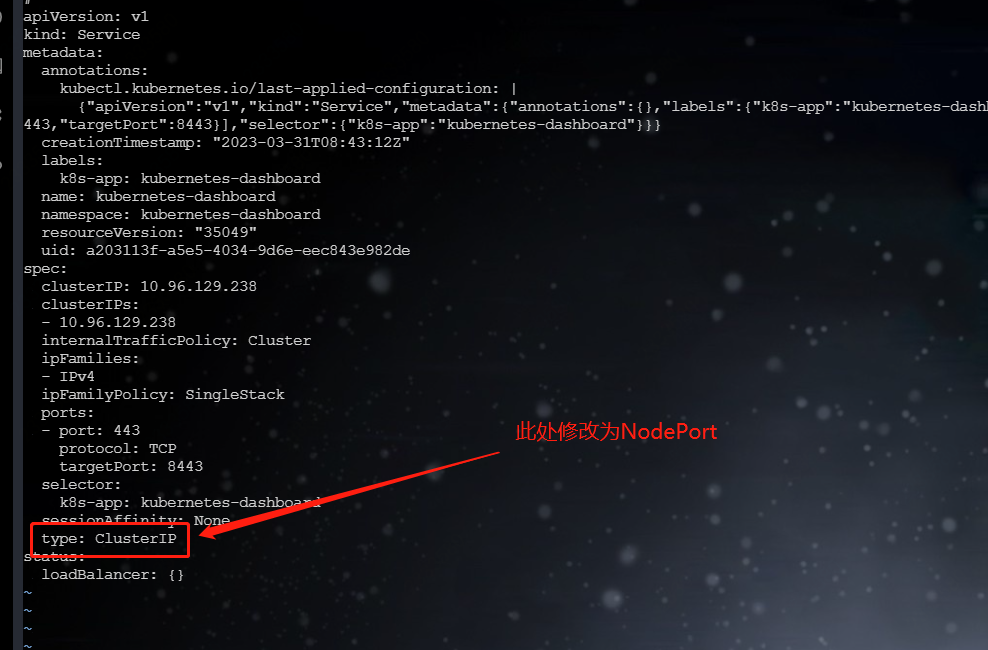 apiVersion: v1
kind: Service
metadata:
  annotations:
    kubectl.kubernetes.io/last-applied-configuration: |
      {"apiVersion":"v1","kind":"Service","metadata":{"annotations":{},"labels":{"k8s-app":"kubernetes-dash
443,"targetPort":8443}],"selector":{"k8s-app":"kubernetes-dashboard"}}}
  creationTimestamp: "2023-03-31T08:43:12Z"
  labels:
    k8s-app: kubernetes-dashboard
  name: kubernetes-dashboard
  namespace: kubernetes-dashboard
  resourceVersion: "35049"
  uid: a203113f-a5e5-4034-9d6e-eec843e982de
spec:
  clusterIP: 10.96.129.238
  clusterIPs:
  - 10.96.129.238
  internalTrafficPolicy: Cluster
  ipFamilies:
  - IPv4
  ipFamilyPolicy: SingleStack
  ports:
  - port: 443
    protocol: TCP
    targetPort: 8443
  selector:
    k8s-app: kubernetes-dashboard
  sessionAffinity: None
  type: ClusterIP
status:
  loadBalancer: {}
~
~
~
~
此处修改为NodePort